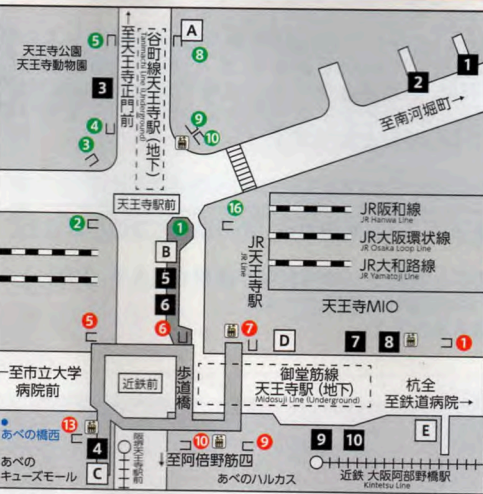 ⑤
A
⑧
天王寺公園
天王寺動物園
3
←至天王寺正門前
谷町線天王寺駅(地下)
Tanimachi Line (Underground)
2
1
④
③
⑨
⑩
至南河堀町→
天王寺駅前
②
①
⑯
B
5
6
JR天王寺駅
JR Line
JR阪和線
JR Hanwa Line
JR大阪環状線
JR Osaka Loop Line
JR大和路線
JR Yamatoji Line
天王寺MIO
⑤
⑥
⑦
D
7
8
①
至市立大学
病院前
近鉄前
歩道橋
御堂筋線
天王寺駅(地下)
Midosuji Line (Underground)
杭全
至鉄道病院→
⑬
あべの橋西
4
C
あべの
キューズモール
阪堺天王寺駅前
⑩
⑨
↓至阿倍野筋四
あべのハルカス
9
10
E
近鉄 大阪阿部野橋駅
Kintetsu Line